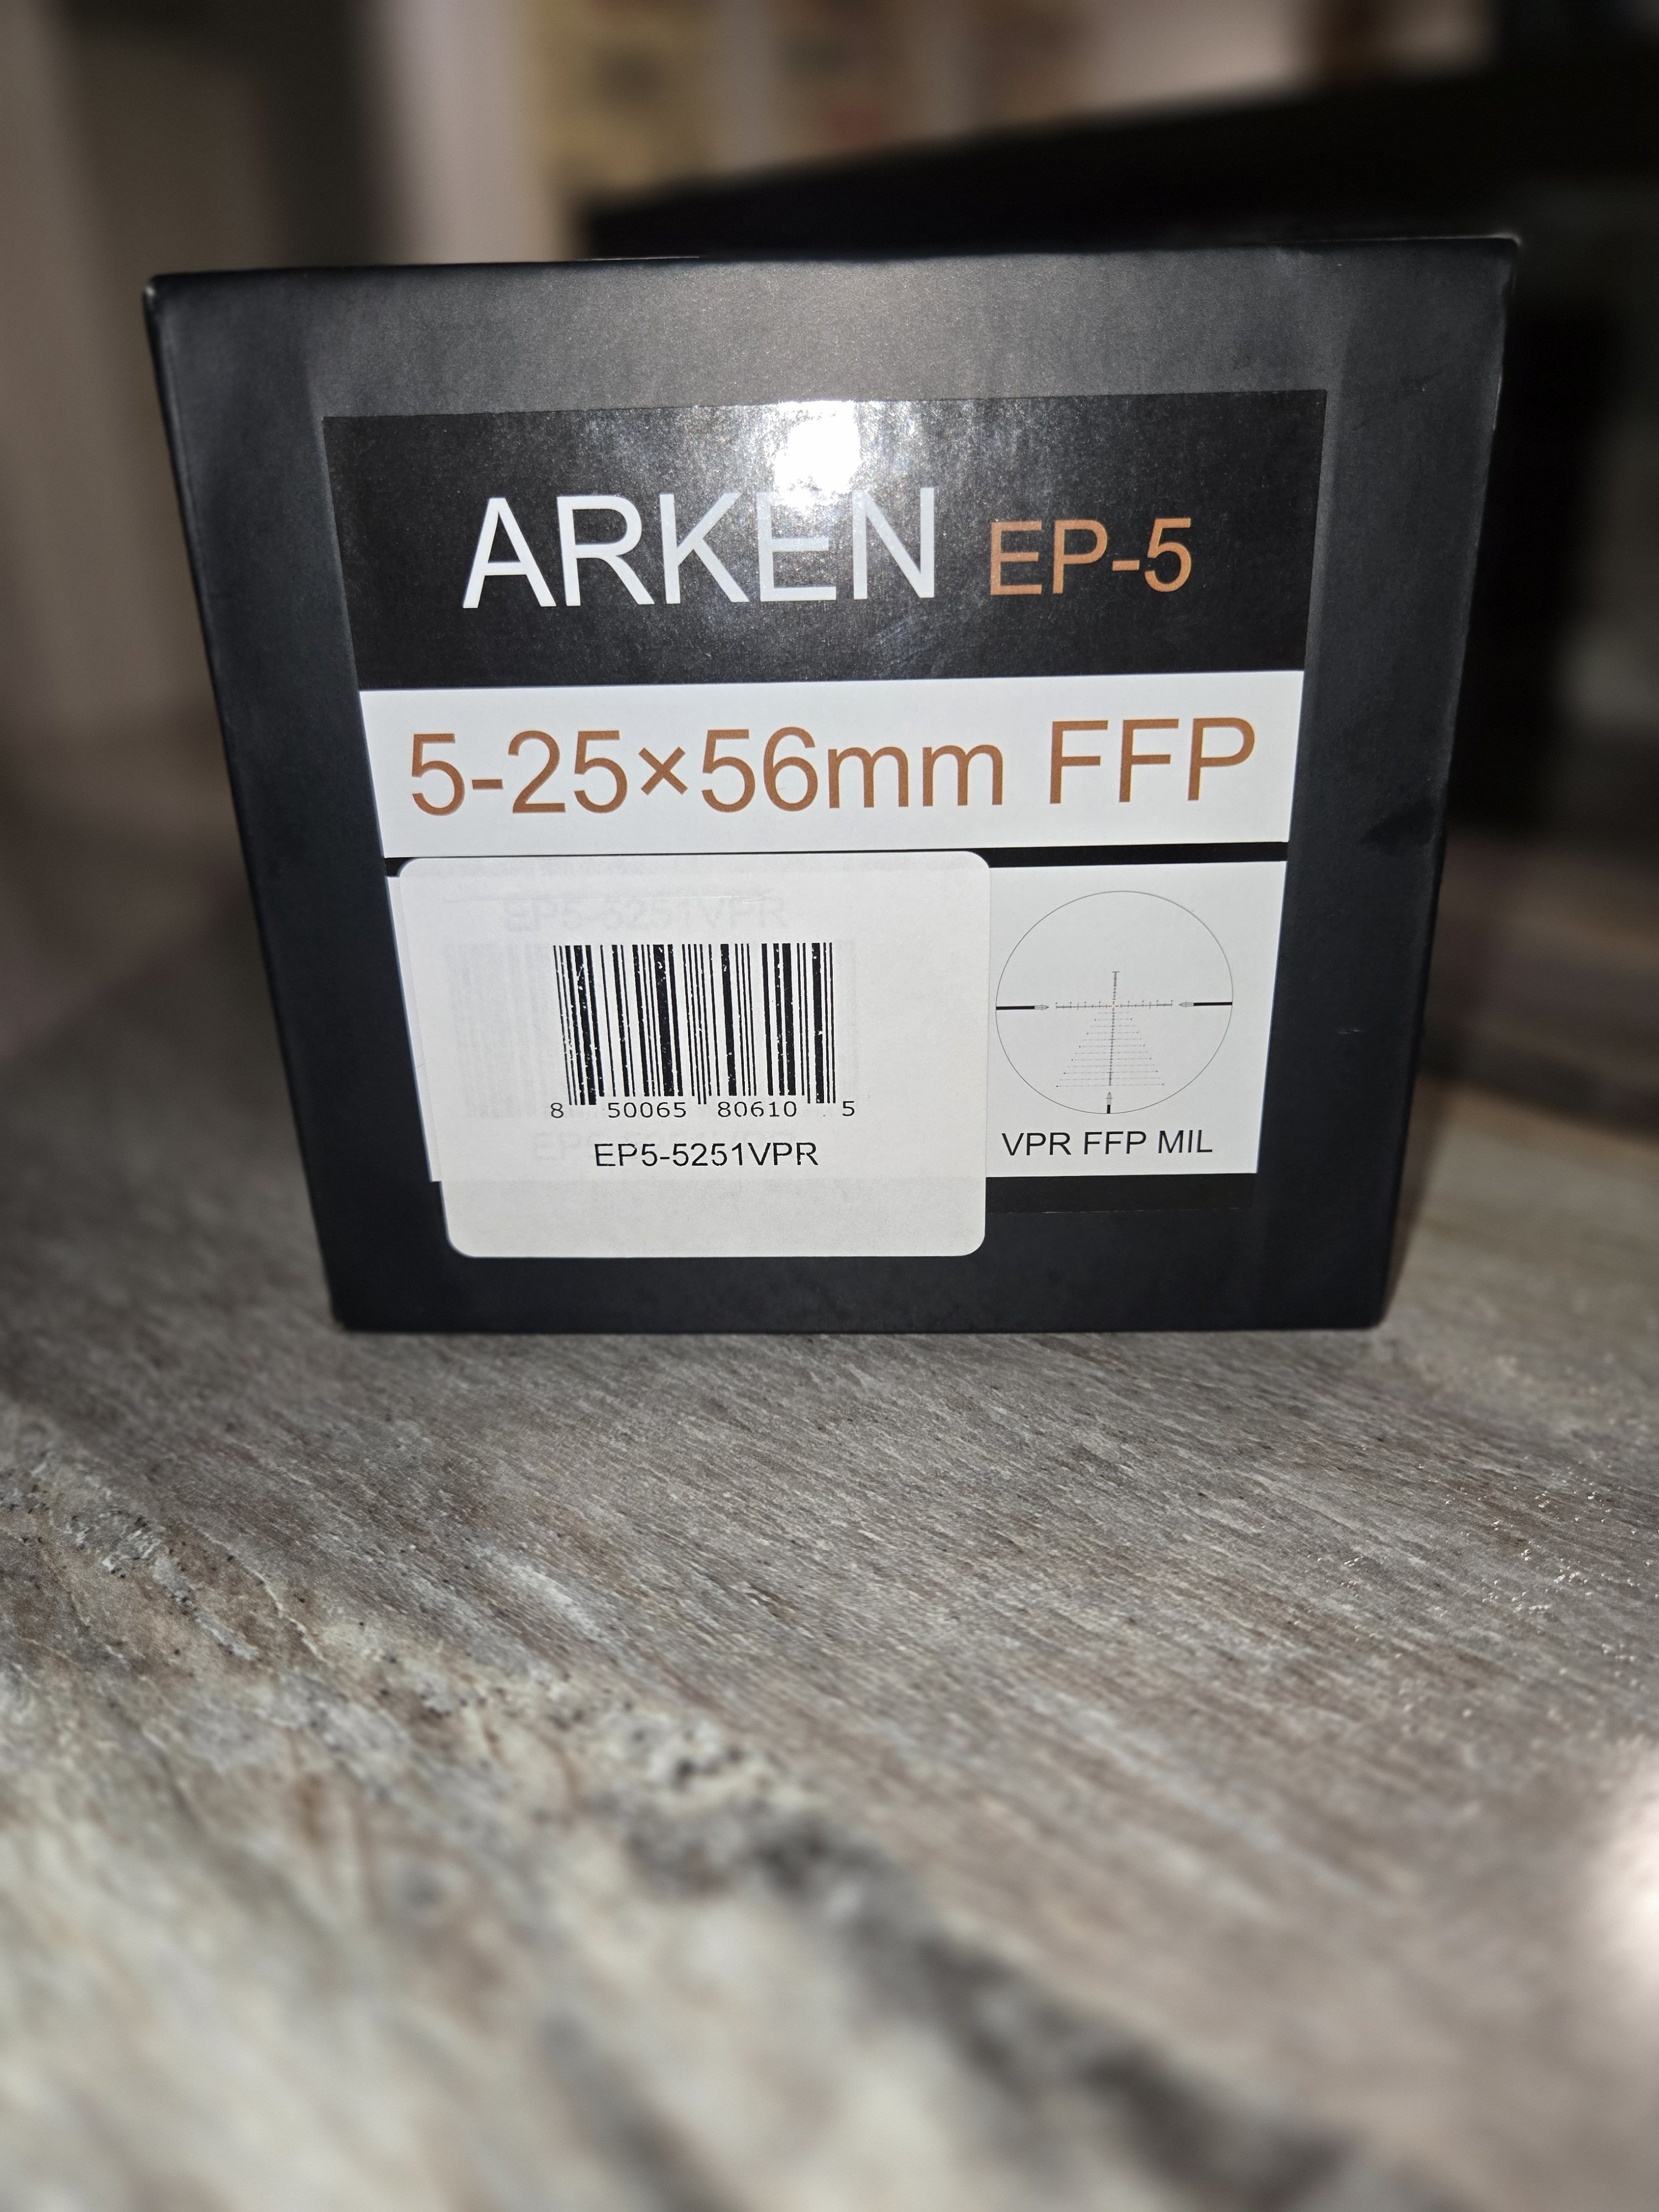 ARKEN EP-5
5-25×56mm FFP
EP5-5251VPR
8 50065 80610 5
EP5-5251VPR
VPR FFP MIL